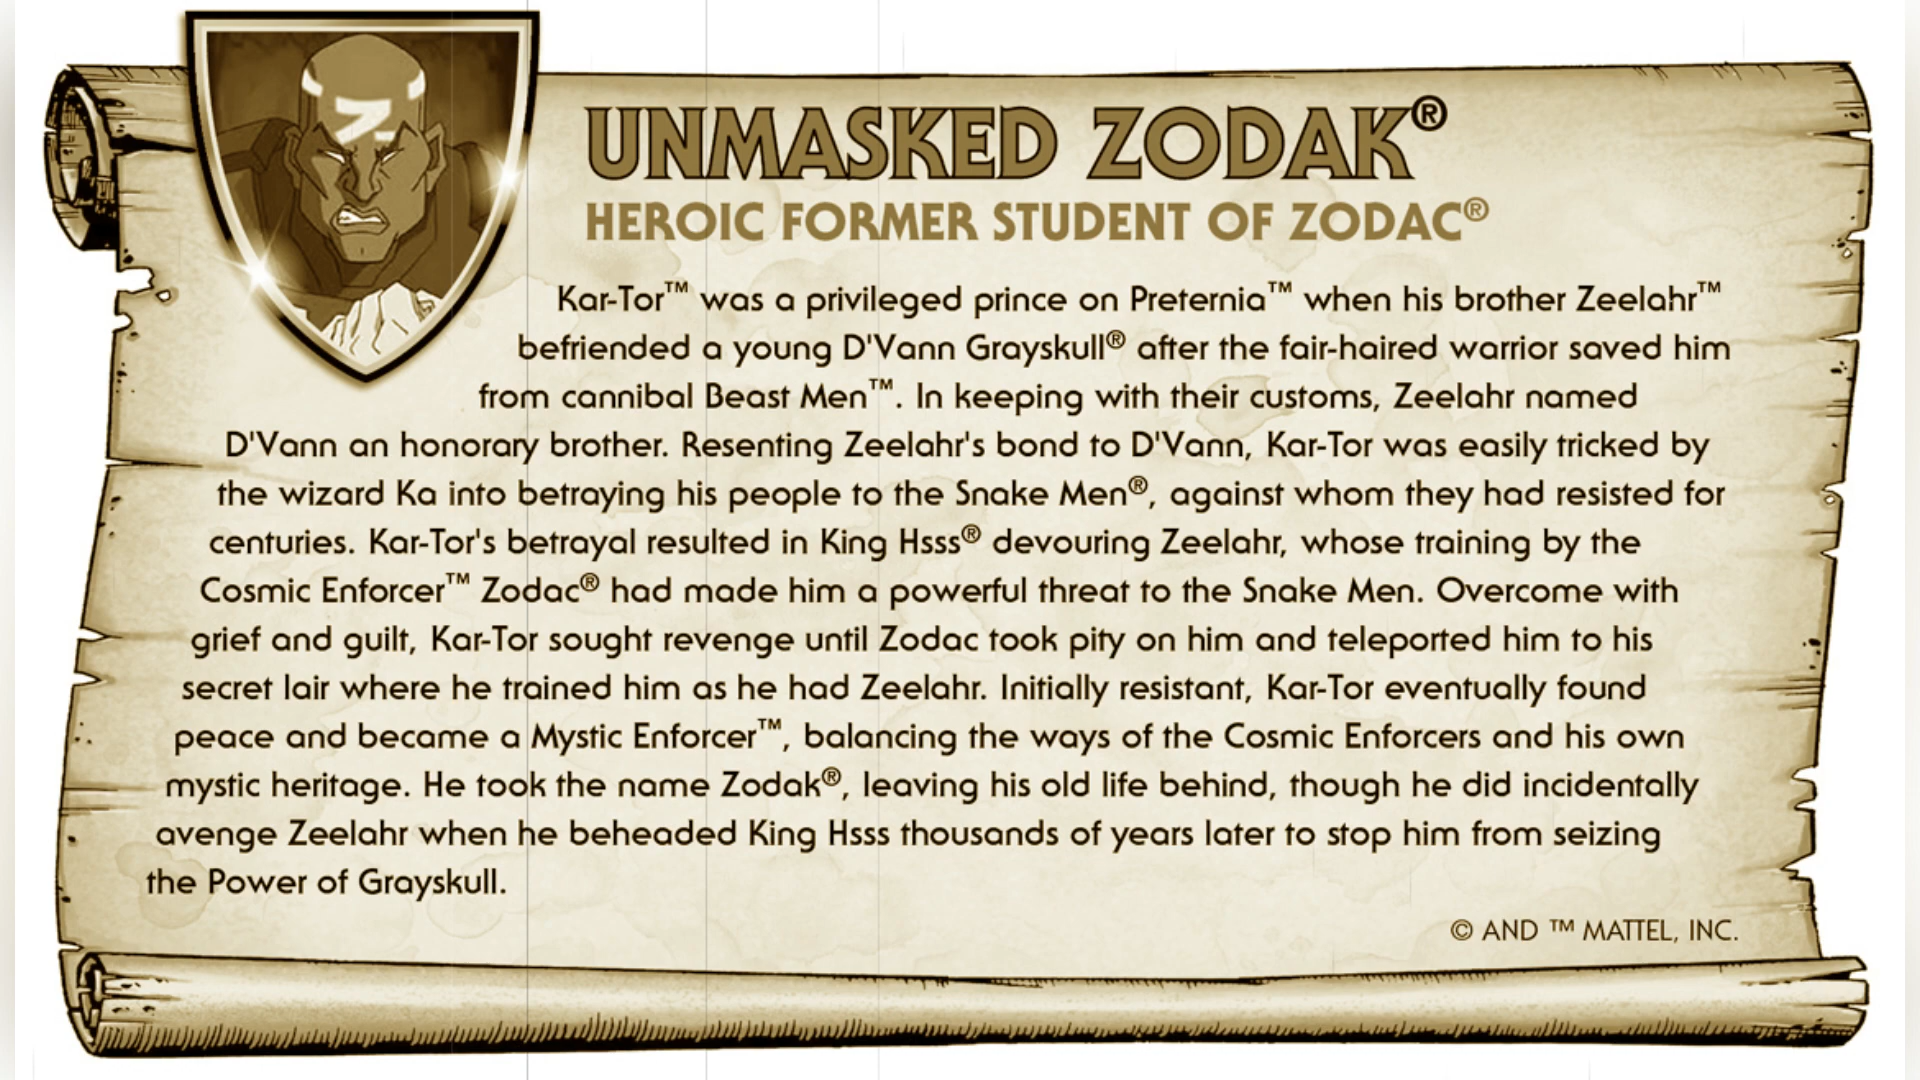 UNMASKED ZODAK®
HEROIC FORMER STUDENT OF ZODAC®
Kar-Tor™ was a privileged prince on Preternia™ when his brother Zeelahr™
befriended a young D'Vann Grayskull® after the fair-haired warrior saved him
from cannibal Beast Men™. In keeping with their customs, Zeelahr named
D'Vann an honorary brother. Resenting Zeelahr's bond to D'Vann, Kar-Tor was easily tricked by
the wizard Ka into betraying his people to the Snake Men®, against whom they had resisted for
centuries. Kar-Tor's betrayal resulted in King Hsss® devouring Zeelahr, whose training by the
Cosmic Enforcer™ Zodac® had made him a powerful threat to the Snake Men. Overcome with
grief and guilt, Kar-Tor sought revenge until Zodac took pity on him and teleported him to his
secret lair where he trained him as he had Zeelahr. Initially resistant, Kar-Tor eventually found
peace and became a Mystic Enforcer™, balancing the ways of the Cosmic Enforcers and his own
mystic heritage. He took the name Zodak®, leaving his old life behind, though he did incidentally
avenge Zeelahr when he beheaded King Hsss thousands of years later to stop him from seizing
the Power of Grayskull.
© AND ™ MATTEL, INC.